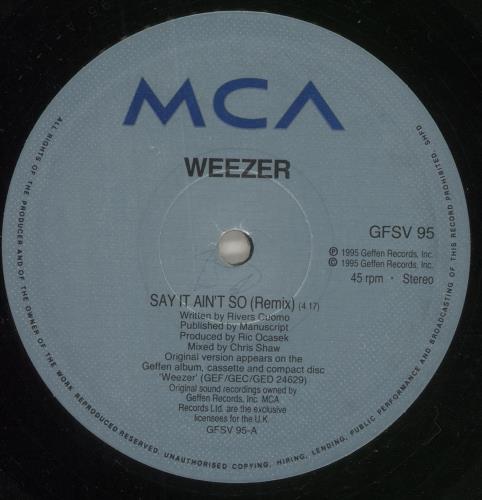 MCA
WEEZER
GFSV 95
℗ 1995 Geffen Records, Inc.
© 1995 Geffen Records, Inc.
45 rpm · Stereo
SAY IT AIN'T SO (Remix) (4.17)
Written by Rivers Cuomo
Published by Manuscript
Produced by Ric Ocasek
Mixed by Chris Shaw
Original version appears on the
Geffen album, cassette and compact disc
'Weezer' (GEF/GEC/GED 24629)
Original sound recordings owned by
Geffen Records, Inc. MCA
Records Ltd. are the exclusive
licensees for the U.K.
GFSV 95-A
ALL RIGHTS OF THE PRODUCER AND OF THE OWNER OF THE WORK REPRODUCED RESERVED. UNAUTHORISED COPYING, HIRING, LENDING, PUBLIC PERFORMANCE AND BROADCASTING OF THIS RECORD PROHIBITED. SHFD